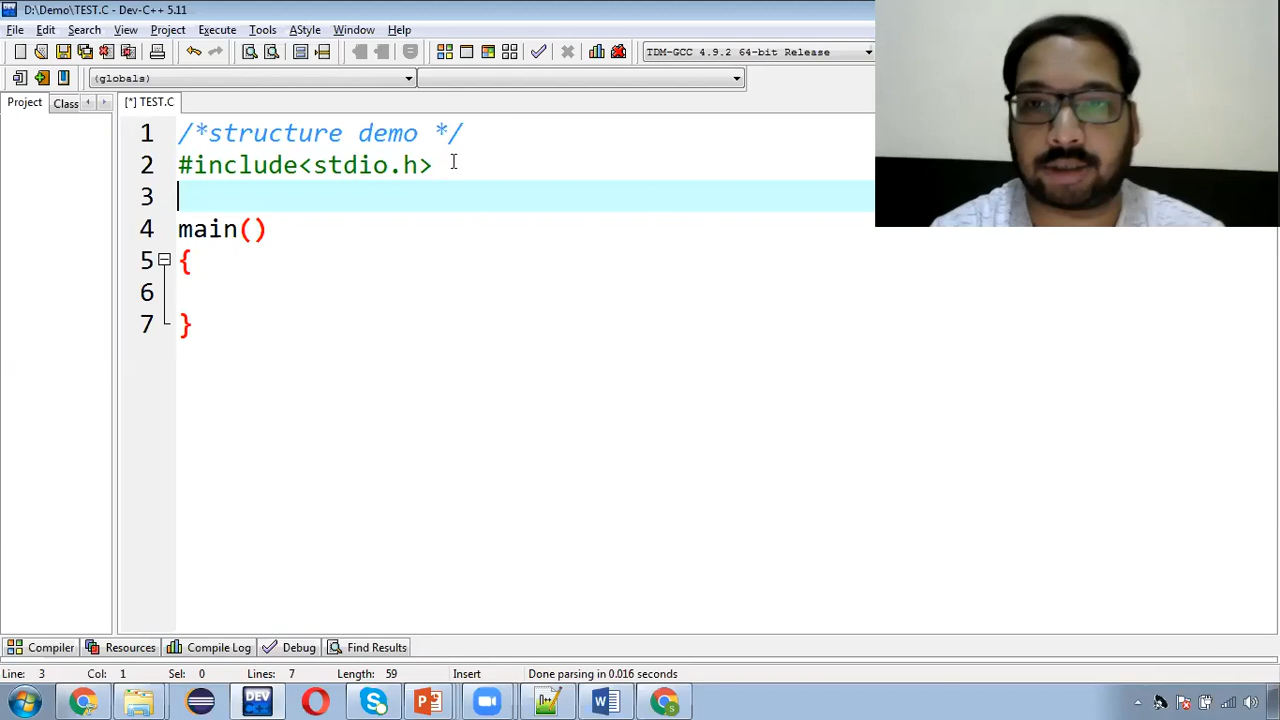 D:\Demo\TEST.C - Dev-C++ 5.11
File Edit Search View Project Execute Tools AStyle Window Help
TDM-GCC 4.9.2 64-bit Release
(globals)
Project Class [*] TEST.C
1 /*structure demo */
2 #include<stdio.h>
3
4 main()
5 {
6
7 }
Compiler Resources Compile Log Debug Find Results
Line: 3 Col: 1 Sel: 0 Lines: 7 Length: 59 Insert Done parsing in 0.016 seconds
DEV C++